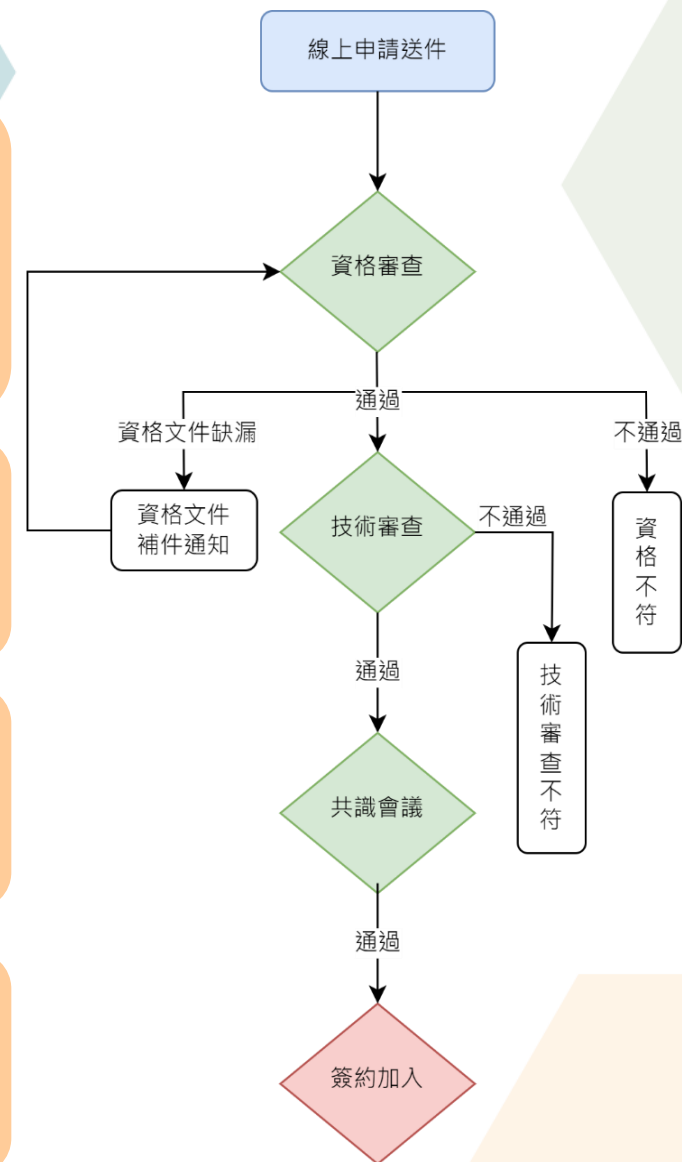 線上申請送件
資格審查
通過
資格文件缺漏
不通過
資格文件
補件通知
技術審查
不通過
資格不符
通過
技術審查不符
共識會議
通過
簽約加入